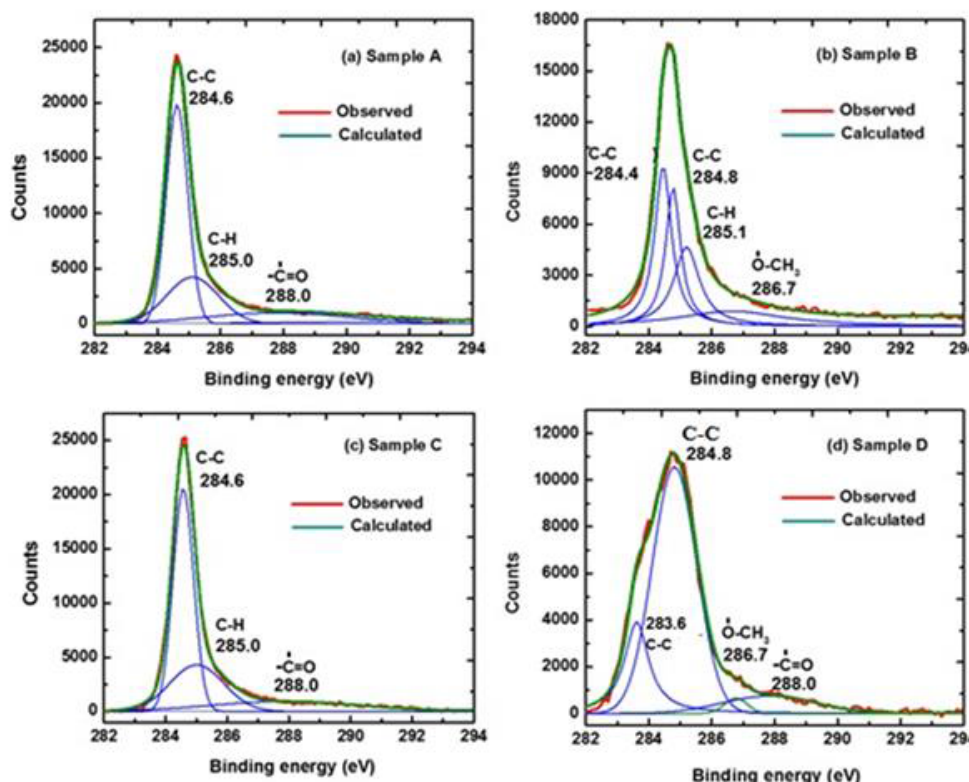 (a) Sample A
C-C
284.6
Observed
Calculated
C-H
285.0
-C=O
288.0
Counts
25000
20000
15000
10000
5000
0
282 284 286 288 290 292 294
Binding energy (eV)
(b) Sample B
Observed
Calculated
C-C
284.4
C-C
284.8
C-H
285.1
O-CH₃
286.7
Counts
18000
15000
12000
9000
6000
3000
0
282 284 286 288 290 292 294
Binding energy (eV)
(c) Sample C
C-C
284.6
Observed
Calculated
C-H
285.0
-C=O
288.0
Counts
25000
20000
15000
10000
5000
0
282 284 286 288 290 292 294
Binding energy (eV)
(d) Sample D
C-C
284.8
Observed
Calculated
283.6
C-C
O-CH₃
286.7
-C=O
288.0
Counts
12000
10000
8000
6000
4000
2000
0
282 284 286 288 290 292 294
Binding energy (eV)